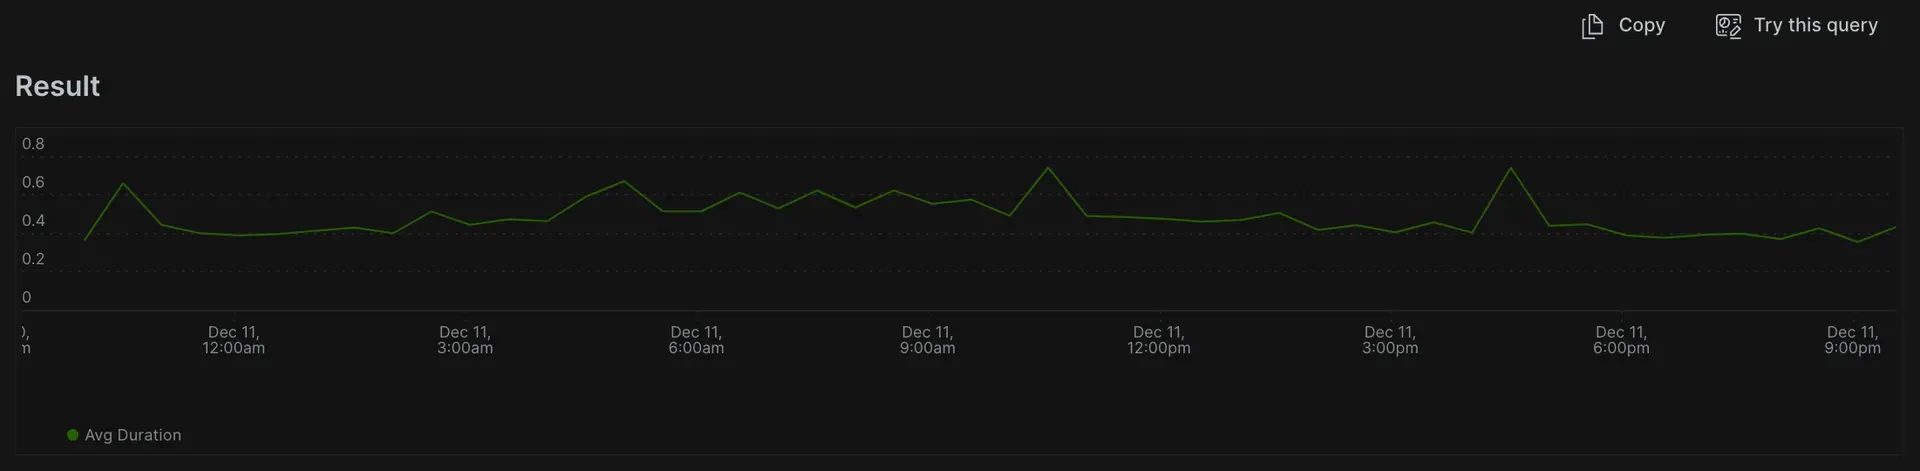 Copy
Try this query
Result
0.8
0.6
0.4
0.2
0
Dec 11,
12:00am
Dec 11,
3:00am
Dec 11,
6:00am
Dec 11,
9:00am
Dec 11,
12:00pm
Dec 11,
3:00pm
Dec 11,
6:00pm
Dec 11,
9:00pm
Avg Duration